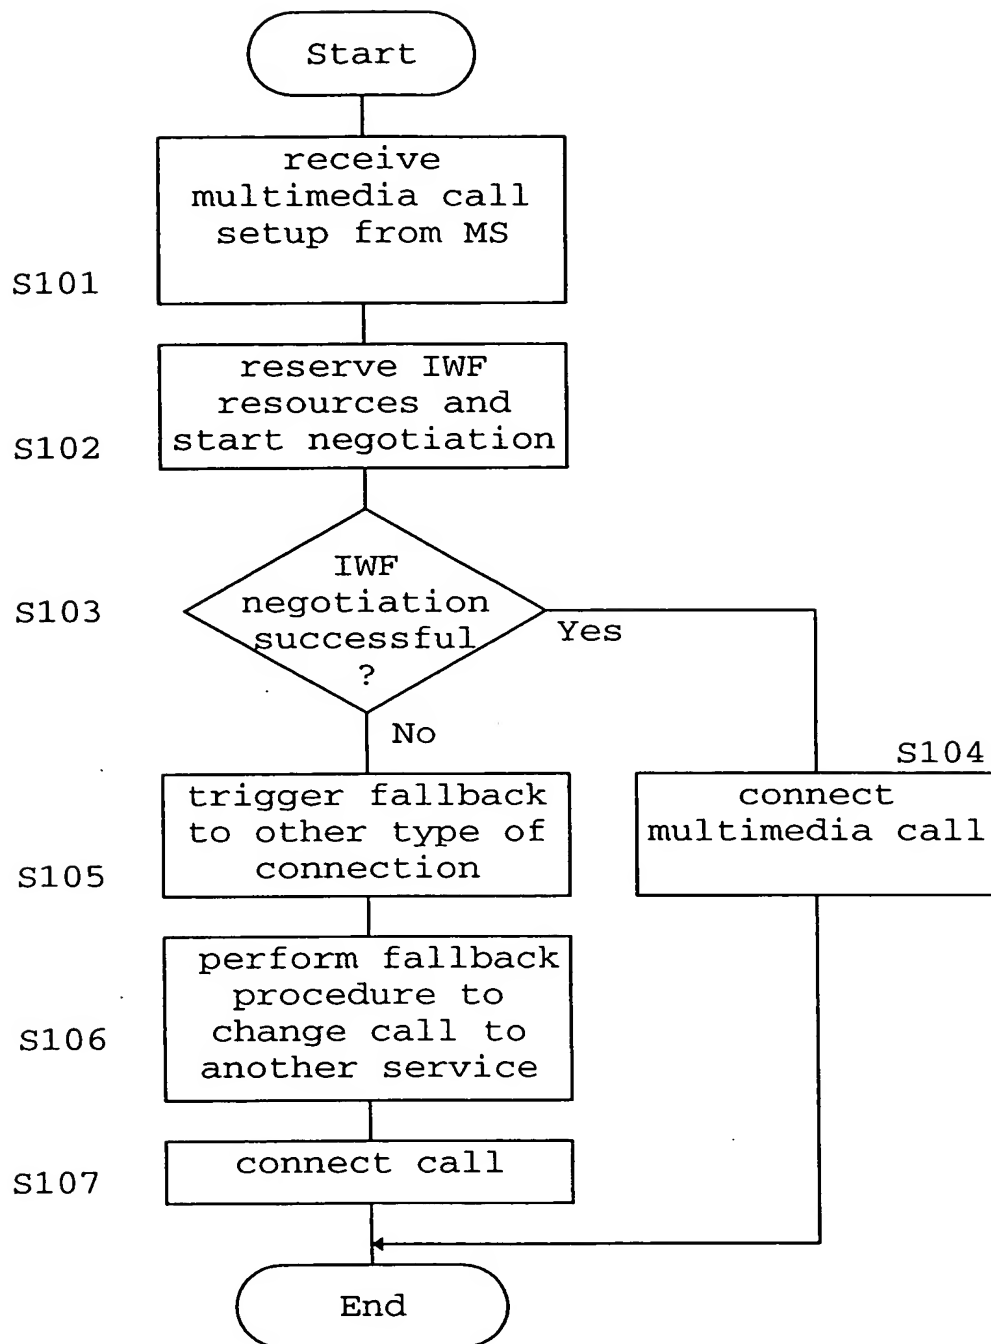 Start
receive
multimedia call
setup from MS
S101
reserve IWF
resources and
start negotiation
S102
IWF
negotiation
successful
?
S103
Yes
No
S104
connect
multimedia call
trigger fallback
to other type of
connection
S105
perform fallback
procedure to
change call to
another service
S106
connect call
S107
End